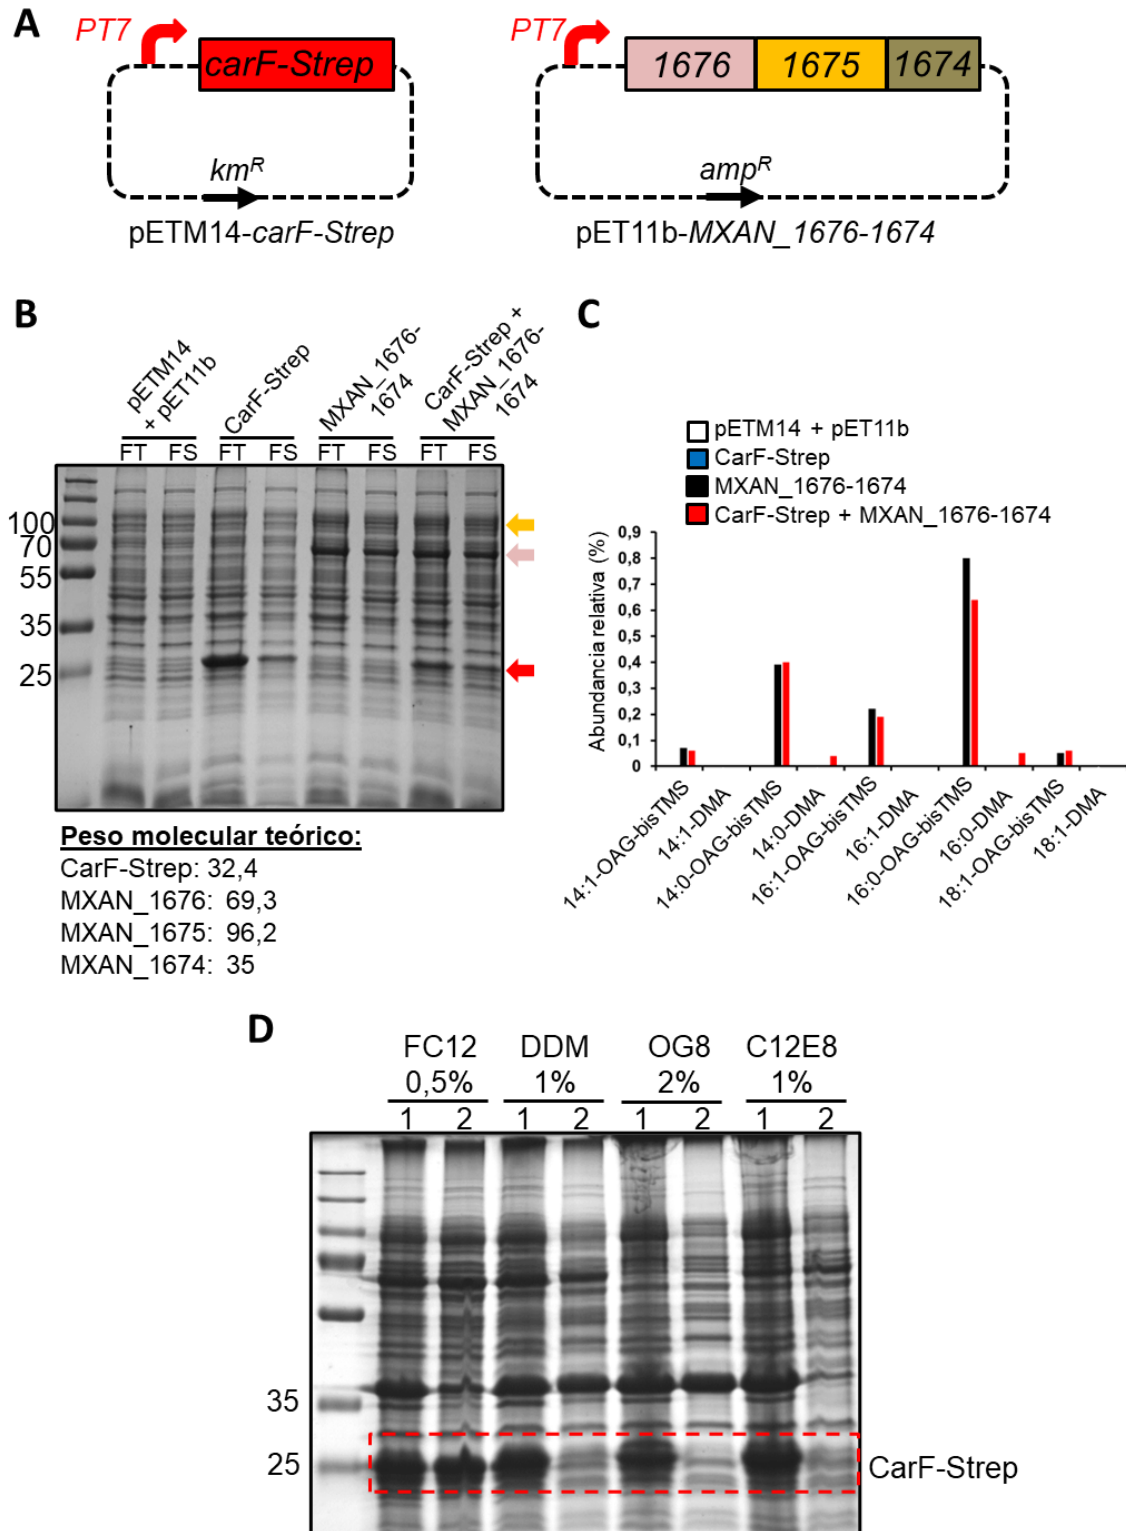 A
PT7
carF-Strep
km^R
pETM14-carF-Strep
PT7
1676 1675 1674
amp^R
pET11b-MXAN_1676-1674
B
pETM14 + pET11b
CarF-Strep
MXAN_1676-1674
CarF-Strep + MXAN_1676-1674
FT FS FT FS FT FS FT FS
100
70
55
35
25
Peso molecular teórico:
CarF-Strep: 32,4
MXAN_1676: 69,3
MXAN_1675: 96,2
MXAN_1674: 35
C
pETM14 + pET11b
CarF-Strep
MXAN_1676-1674
CarF-Strep + MXAN_1676-1674
Abundancia relativa (%)
0,9
0,8
0,7
0,6
0,5
0,4
0,3
0,2
0,1
0
14:1-OAG-bisTMS
14:1-DMA
14:0-OAG-bisTMS
14:0-DMA
16:1-OAG-bisTMS
16:1-DMA
16:0-OAG-bisTMS
16:0-DMA
18:1-OAG-bisTMS
18:1-DMA
D
FC12 DDM OG8 C12E8
0,5% 1% 2% 1%
1 2 1 2 1 2 1 2
35
25
CarF-Strep